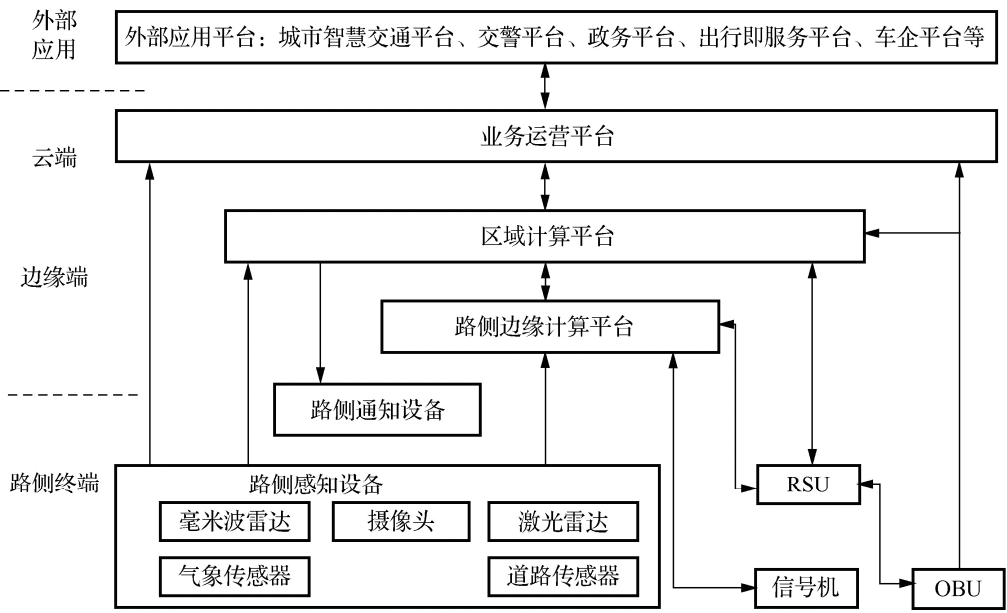 外部
应用
外部应用平台：城市智慧交通平台、交警平台、政务平台、出行即服务平台、车企平台等
云端
业务运营平台
区域计算平台
边缘端
路侧边缘计算平台
路侧通知设备
路侧终端
路侧感知设备
RSU
毫米波雷达
摄像头
激光雷达
气象传感器
道路传感器
信号机
OBU